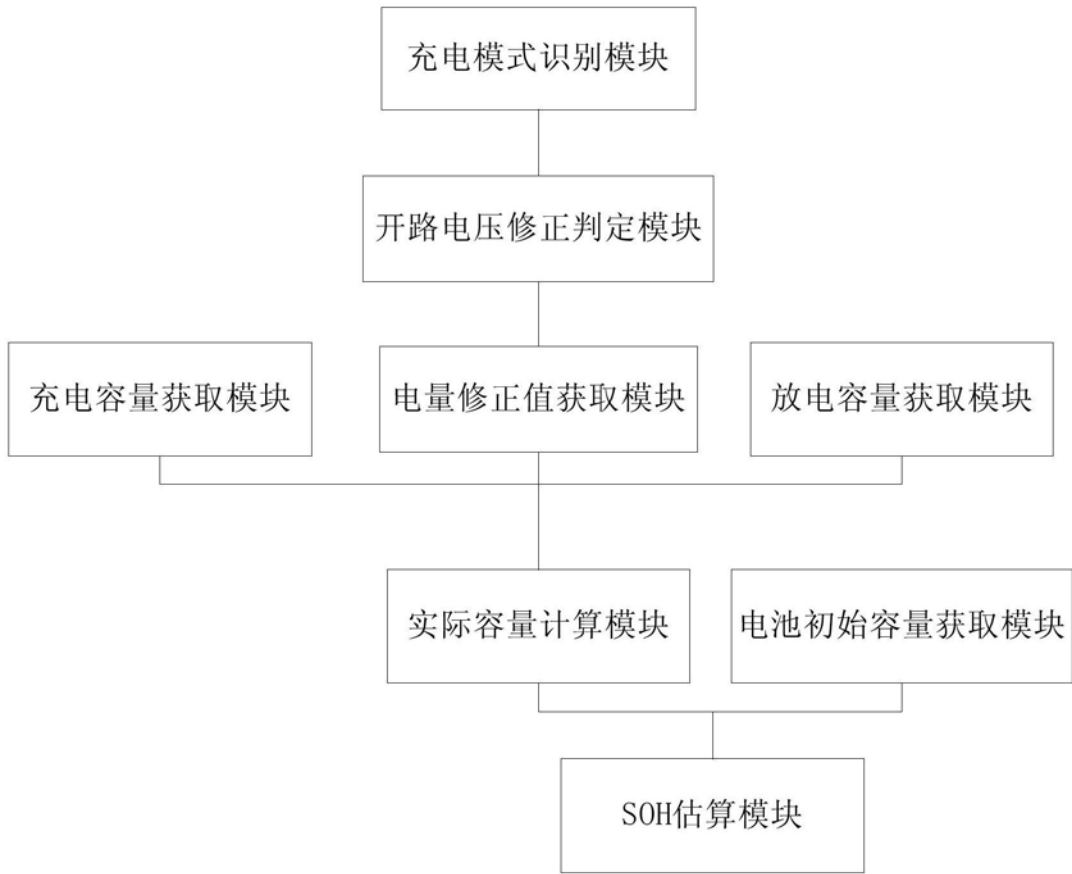 充电模式识别模块
开路电压修正判定模块
充电容量获取模块
电量修正值获取模块
放电容量获取模块
实际容量计算模块
电池初始容量获取模块
SOH估算模块